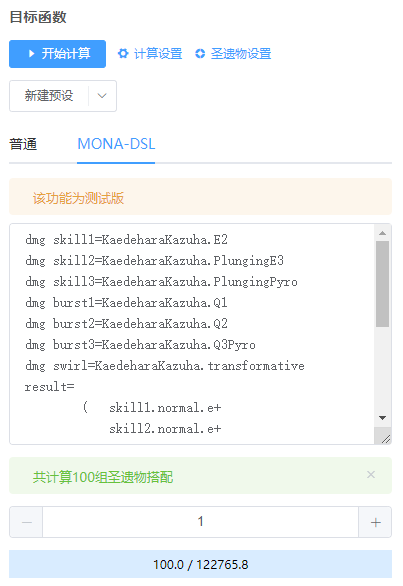 目标函数
开始计算 计算设置 圣遗物设置
新建预设
普通 MONA-DSL
该功能为测试版
dmg skill1=KaedeharaKazuha.E2
dmg skill2=KaedeharaKazuha.PlungingE3
dmg skill3=KaedeharaKazuha.PlungingPyro
dmg burst1=KaedeharaKazuha.Q1
dmg burst2=KaedeharaKazuha.Q2
dmg burst3=KaedeharaKazuha.Q3Pyro
dmg swirl=KaedeharaKazuha.transformative
result=
( skill1.normal.e+
skill2.normal.e+
共计算100组圣遗物搭配 ×
− 1 +
100.0 / 122765.8